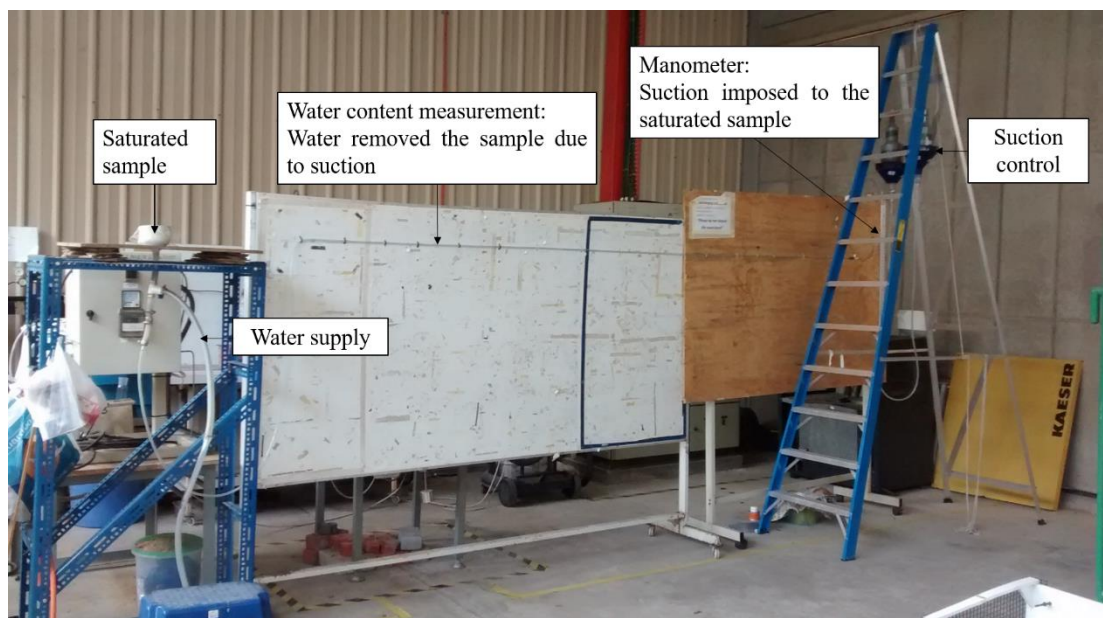 Manometer:
Suction imposed to the
saturated sample
Water content measurement:
Water removed the sample due
to suction
Saturated
sample
Suction
control
Water supply
KAESER